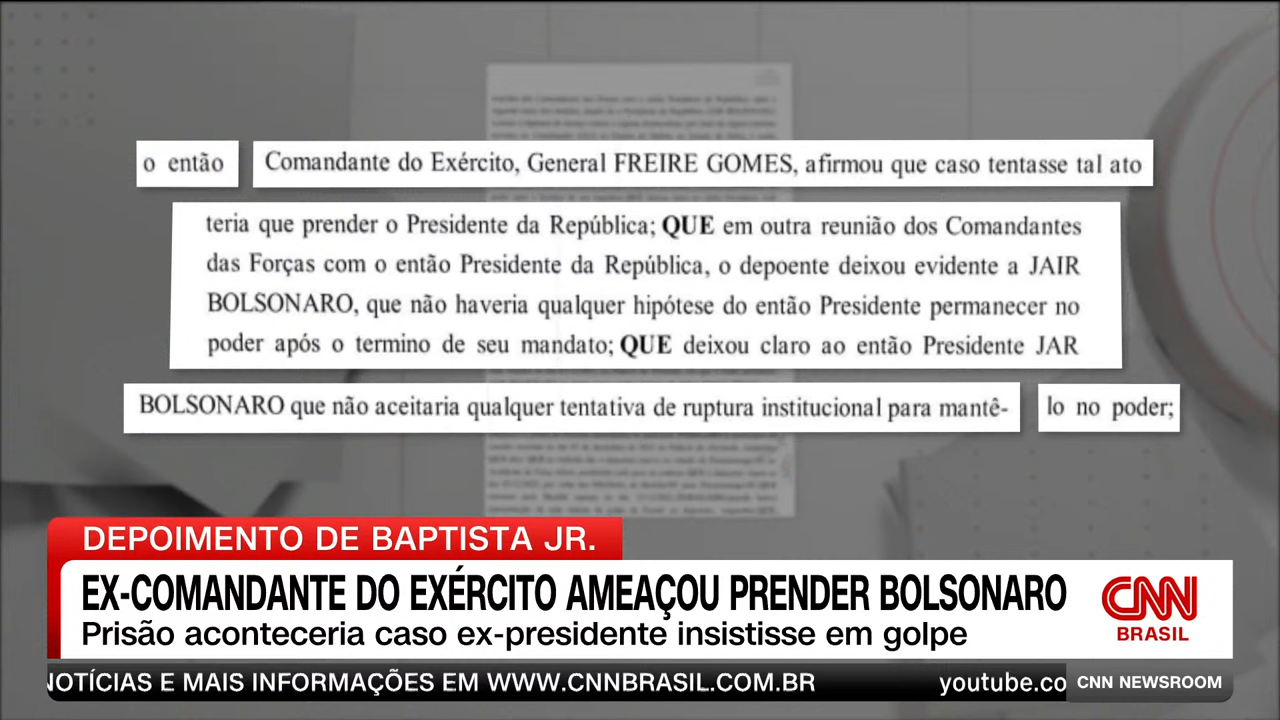 o então Comandante do Exército, General FREIRE GOMES, afirmou que caso tentasse tal ato
teria que prender o Presidente da República; QUE em outra reunião dos Comandantes
das Forças com o então Presidente da República, o depoente deixou evidente a JAIR
BOLSONARO, que não haveria qualquer hipótese do então Presidente permanecer no
poder após o termino de seu mandato; QUE deixou claro ao então Presidente JAR
BOLSONARO que não aceitaria qualquer tentativa de ruptura institucional para mantê- lo no poder;
DEPOIMENTO DE BAPTISTA JR.
EX-COMANDANTE DO EXÉRCITO AMEAÇOU PRENDER BOLSONARO
Prisão aconteceria caso ex-presidente insistisse em golpe
CNN
BRASIL
NOTÍCIAS E MAIS INFORMAÇÕES EM WWW.CNNBRASIL.COM.BR youtube.co CNN NEWSROOM